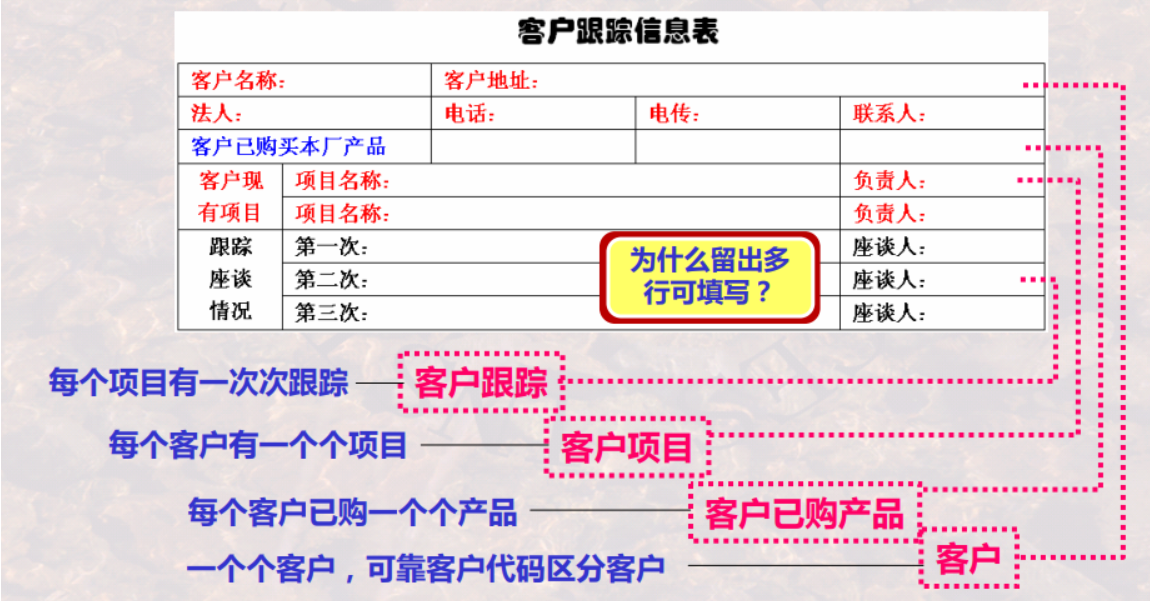 客户跟踪信息表
客户名称: 客户地址:
法人: 电话: 电传: 联系人:
客户已购买本厂产品
客户现 项目名称: 负责人:
有项目 项目名称: 负责人:
跟踪 第一次: 座谈人:
座谈 第二次: 座谈人:
情况 第三次: 座谈人:
为什么留出多
行可填写？
每个项目有一次次跟踪 客户跟踪
每个客户有一个个项目 客户项目
每个客户已购一个个产品 客户已购产品
一个个客户，可靠客户代码区分客户 客户